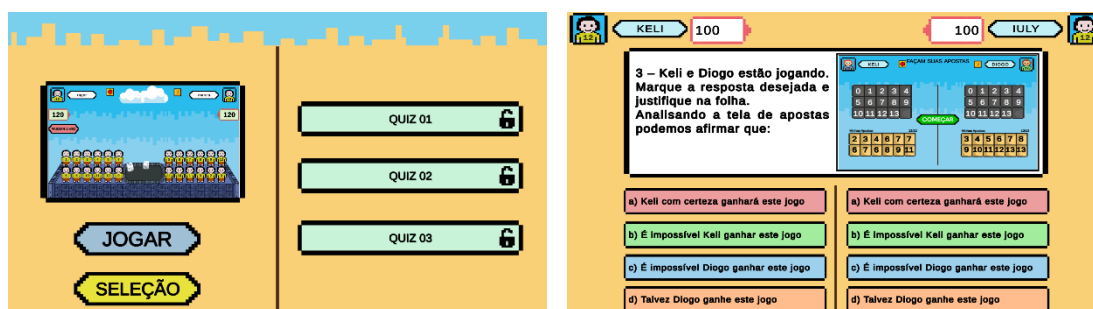 120
120
JOGAR
SELEÇÃO
QUIZ 01
QUIZ 02
QUIZ 03
KELI
100
100
IULY
12
12
3 – Keli e Diogo estão jogando.
Marque a resposta desejada e
justifique na folha.
Analisando a tela de apostas
podemos afirmar que:
KELI
FAÇAM SUAS APOSTAS
DIOGO
0 1 2 3 4
5 6 7 8 9
10 11 12 13
0 1 2 3 4
5 6 7 8 9
10 11 12 13
COMEÇAR
2 3 4 6 7 7
6 7 8 8 9 11
3 4 5 6 7 8
9 10 11 12 13 13
a) Keli com certeza ganhará este jogo
b) É impossível Keli ganhar este jogo
c) É impossível Diogo ganhar este jogo
d) Talvez Diogo ganhe este jogo
a) Keli com certeza ganhará este jogo
b) É impossível Keli ganhar este jogo
c) É impossível Diogo ganhar este jogo
d) Talvez Diogo ganhe este jogo